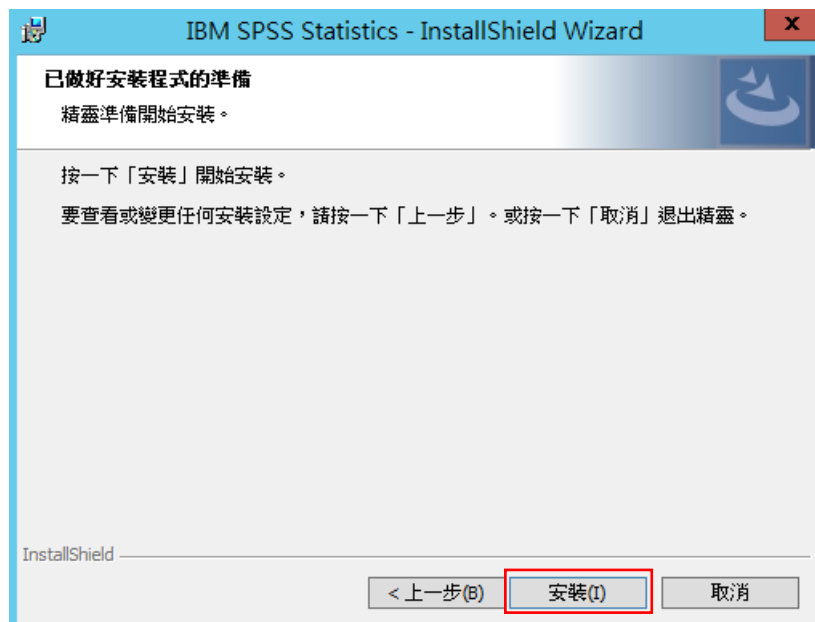 IBM SPSS Statistics - InstallShield Wizard
x
已做好安裝程式的準備
精靈準備開始安裝。
按一下「安裝」開始安裝。
要查看或變更任何安裝設定，請按一下「上一步」。或按一下「取消」退出精靈。
InstallShield
< 上一步(B)
安裝(I)
取消